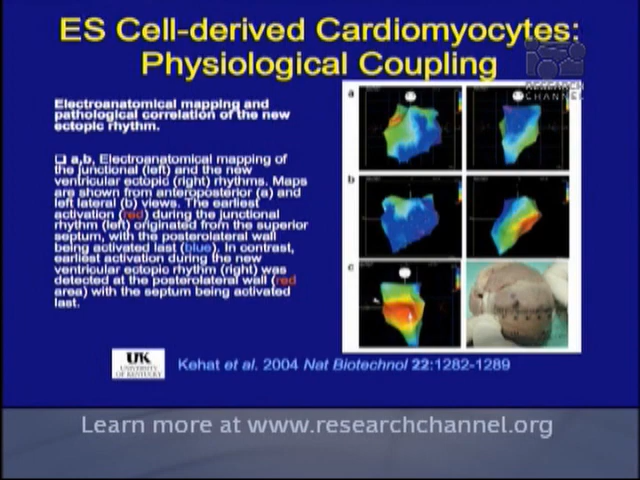 ES Cell-derived Cardiomyocytes:
Physiological Coupling
RESEARCH
CHANNEL
Electroanatomical mapping and
pathological correlation of the new
ectopic rhythm.
❑ a,b, Electroanatomical mapping of
the junctional (left) and the new
ventricular ectopic (right) rhythms. Maps
are shown from anteroposterior (a) and
left lateral (b) views. The earliest
activation (red) during the junctional
rhythm (left) originated from the superior
septum, with the posterolateral wall
being activated last (blue). In contrast,
earliest activation during the new
ventricular ectopic rhythm (right) was
detected at the posterolateral wall (red
area) with the septum being activated
last.
a
b
c
UK
UNIVERSITY
OF KENTUCKY
Kehat et al. 2004 Nat Biotechnol 22:1282-1289
Learn more at www.researchchannel.org